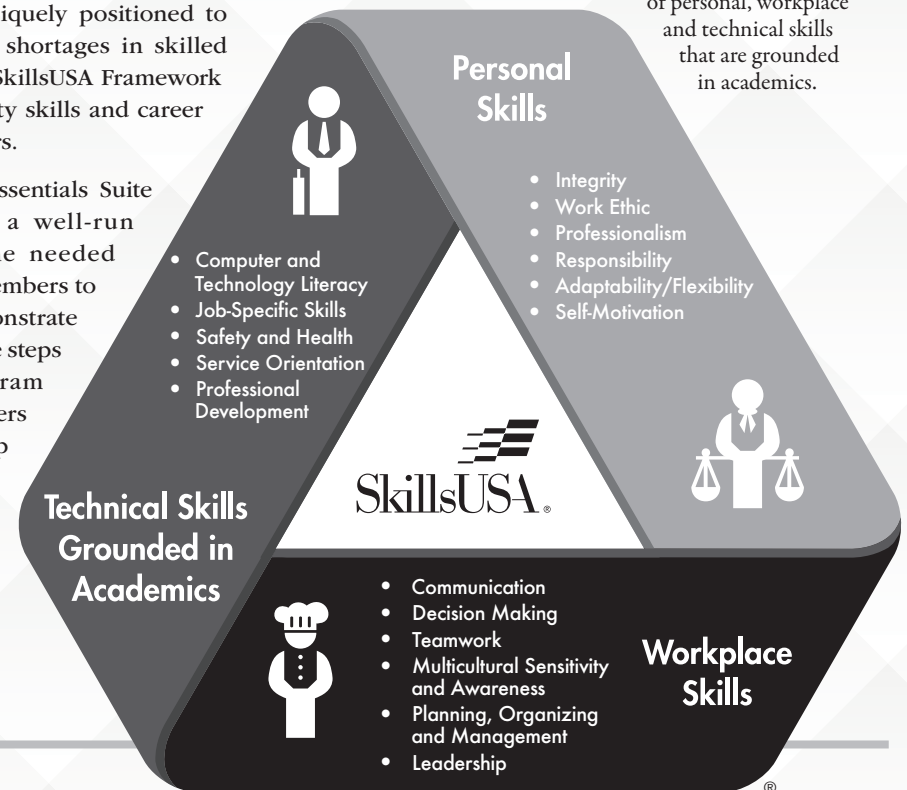 iquely positioned to
shortages in skilled
SkillsUSA Framework
ty skills and career
rs.
ssentials Suite
a well-run
e needed
embers to
onstrate
e steps
ram
ers
p
of personal, workplace
and technical skills
that are grounded
in academics.
Personal
Skills
• Integrity
• Work Ethic
• Professionalism
• Responsibility
• Adaptability/Flexibility
• Self-Motivation
• Computer and
Technology Literacy
• Job-Specific Skills
• Safety and Health
• Service Orientation
• Professional
Development
Technical Skills
Grounded in
Academics
SkillsUSA®
• Communication
• Decision Making
• Teamwork
• Multicultural Sensitivity
and Awareness
• Planning, Organizing
and Management
• Leadership
Workplace
Skills
®